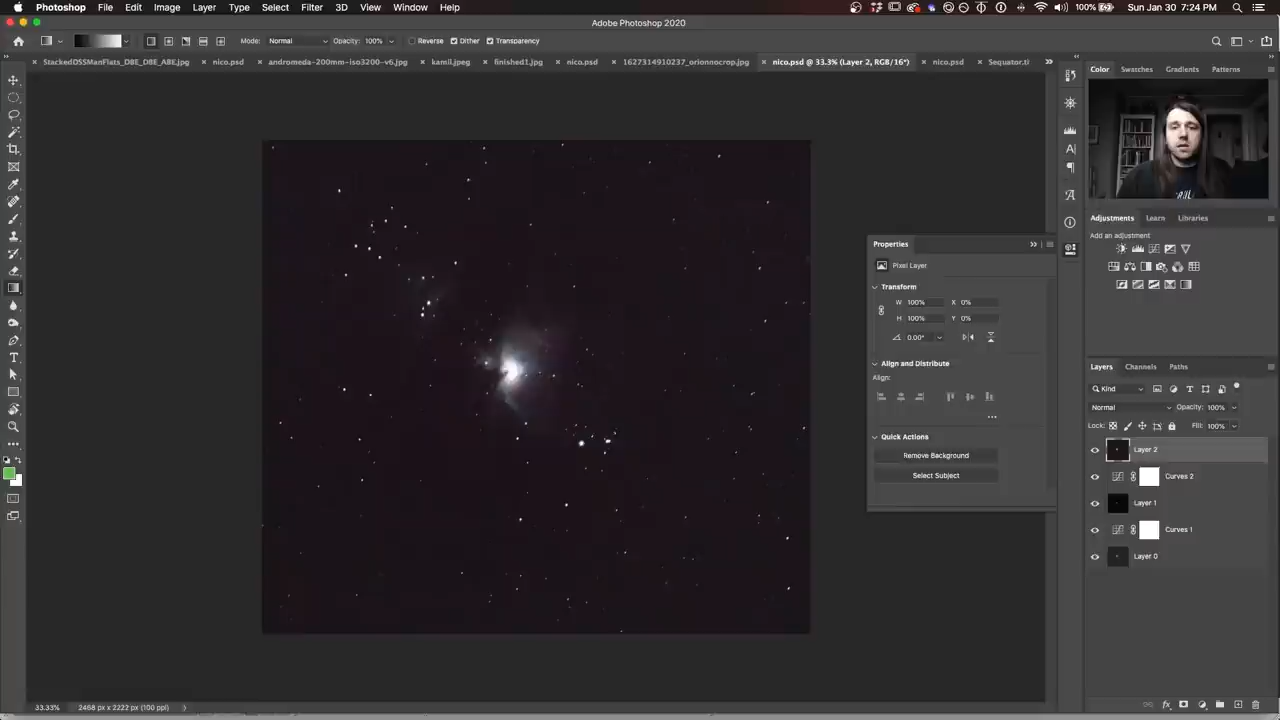 Photoshop File Edit Image Layer Type Select Filter 3D View Window Help 100% Sun Jan 30 7:24 PM
Adobe Photoshop 2020
Mode: Normal Opacity: 100% Reverse Dither Transparency
StackedDSSManFlats_DBE_DBE_ABE.jpg nico.psd andromeda-200mm-iso3200-v6.jpg kamil.jpeg finished1.jpg nico.psd 1627314910237_orionnocrop.jpg nico.psd @ 33.3% (Layer 2, RGB/16*) nico.psd Sequator.ti
Color Swatches Gradients Patterns
Adjustments Learn Libraries
Add an adjustment
Properties
Pixel Layer
Transform
W 100% X 0%
H 100% Y 0%
0.00°
Align and Distribute
Align:
Quick Actions
Remove Background
Select Subject
Layers Channels Paths
Kind
Normal Opacity: 100%
Lock: Fill: 100%
Layer 2
Curves 2
Layer 1
Curves 1
Layer 0
33.33% 2468 px x 2222 px (100 ppi)